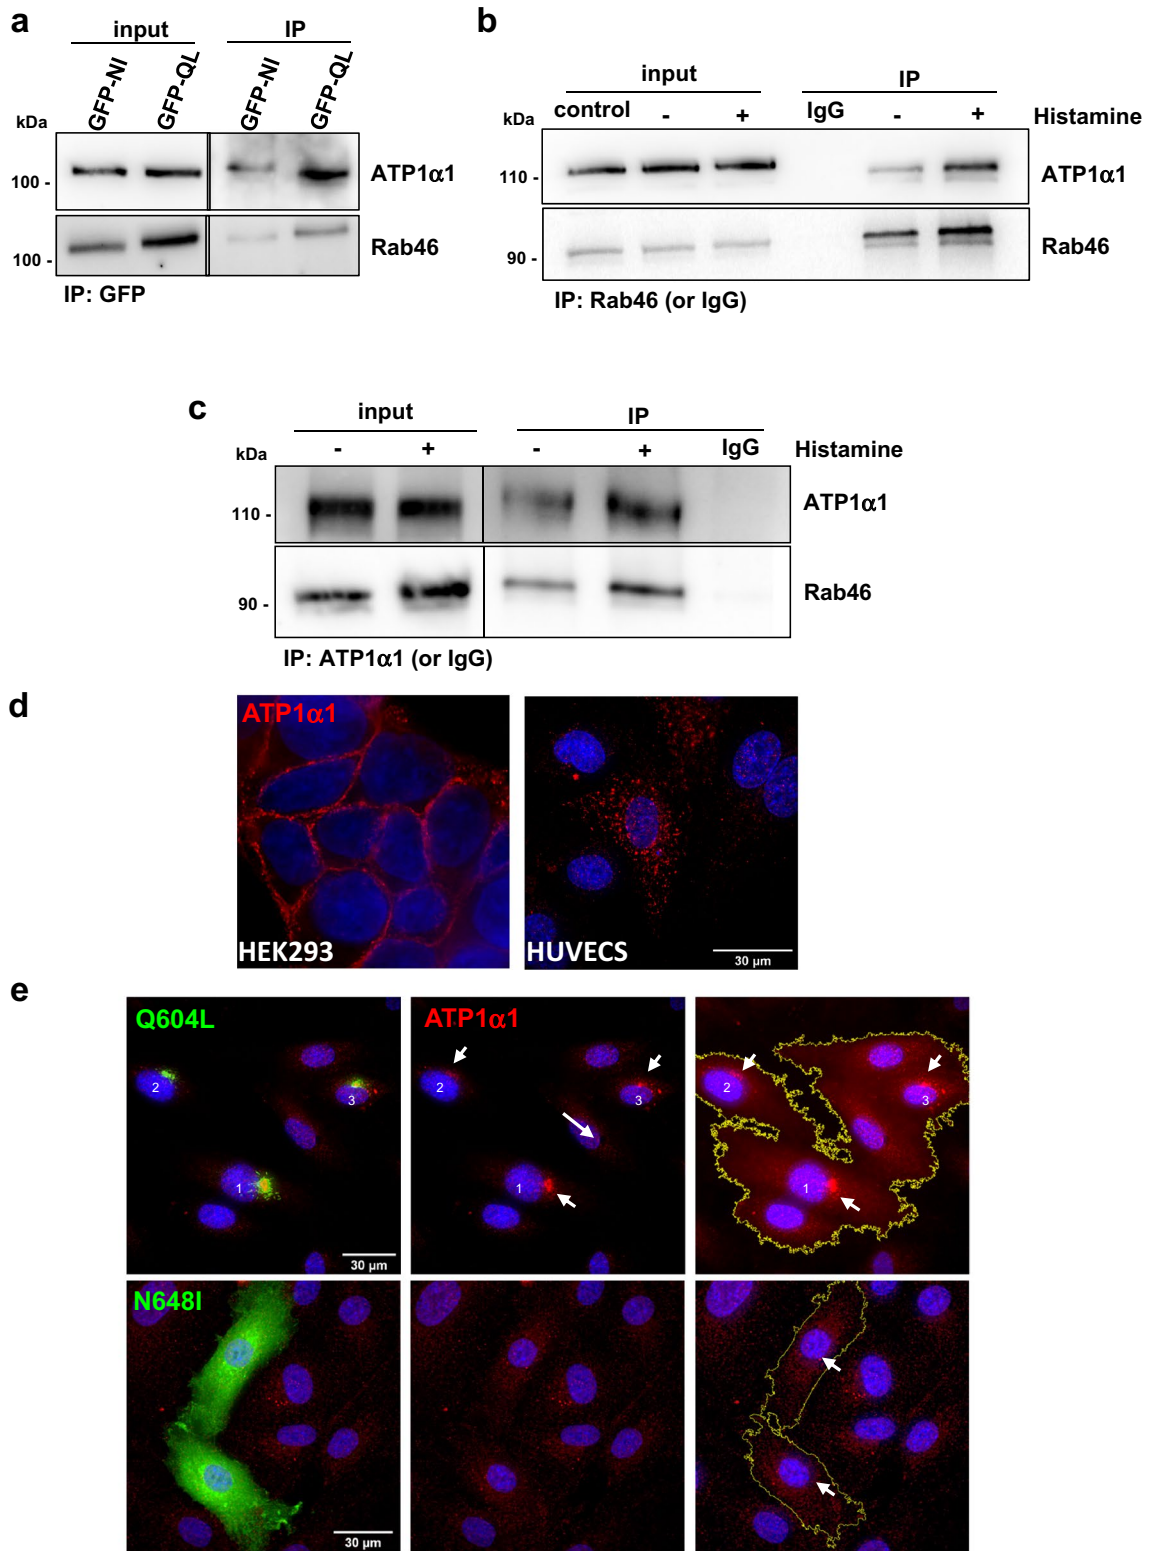 a
input
IP
GFP-NI
GFP-QL
GFP-NI
GFP-QL
kDa
100 -
ATP1α1
100 -
Rab46
IP: GFP
b
input
IP
kDa
control
-
+
IgG
-
+
Histamine
110 -
ATP1α1
90 -
Rab46
IP: Rab46 (or IgG)
c
input
IP
kDa
-
+
-
+
IgG
Histamine
110 -
ATP1α1
90 -
Rab46
IP: ATP1α1 (or IgG)
d
ATP1α1
HEK293
HUVECS
30 μm
e
Q604L
2
3
1
30 μm
ATP1α1
2
3
1
2
3
1
N648I
30 μm